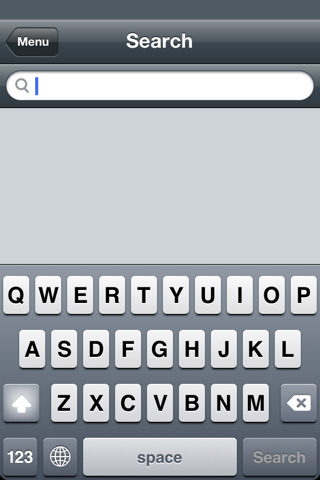 Menu Search
Q W E R T Y U I O P
A S D F G H J K L
Z X C V B N M
123 space Search